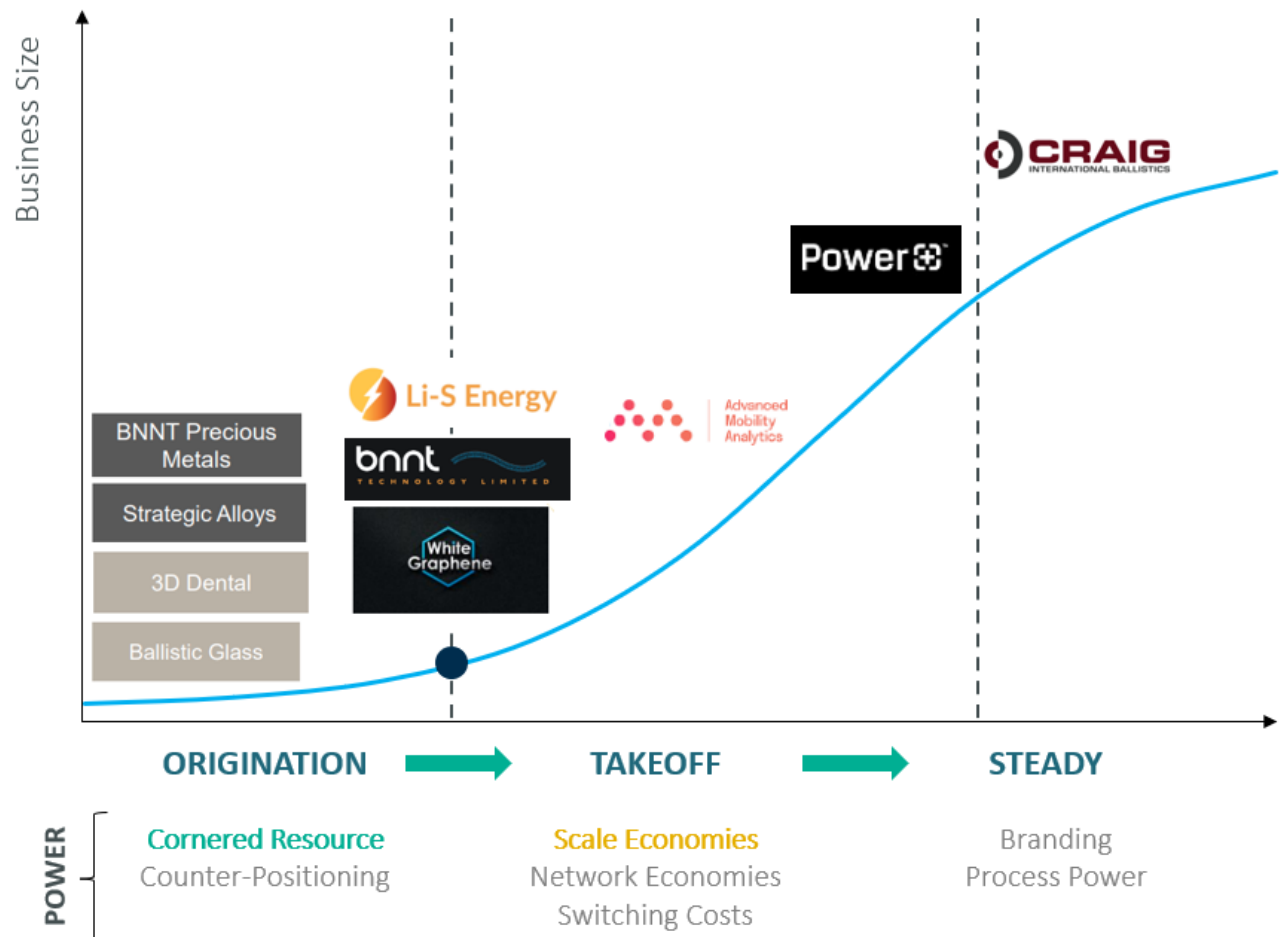 Business Size
CRAIG
INTERNATIONAL BALLISTICS
Power
™
Li-S Energy
Advanced
Mobility
Analytics
BNNT Precious
Metals
bnnt
TECHNOLOGY LIMITED
Strategic Alloys
White
Graphene
3D Dental
Ballistic Glass
ORIGINATION
TAKEOFF
STEADY
POWER
Cornered Resource
Counter-Positioning
Scale Economies
Network Economies
Switching Costs
Branding
Process Power